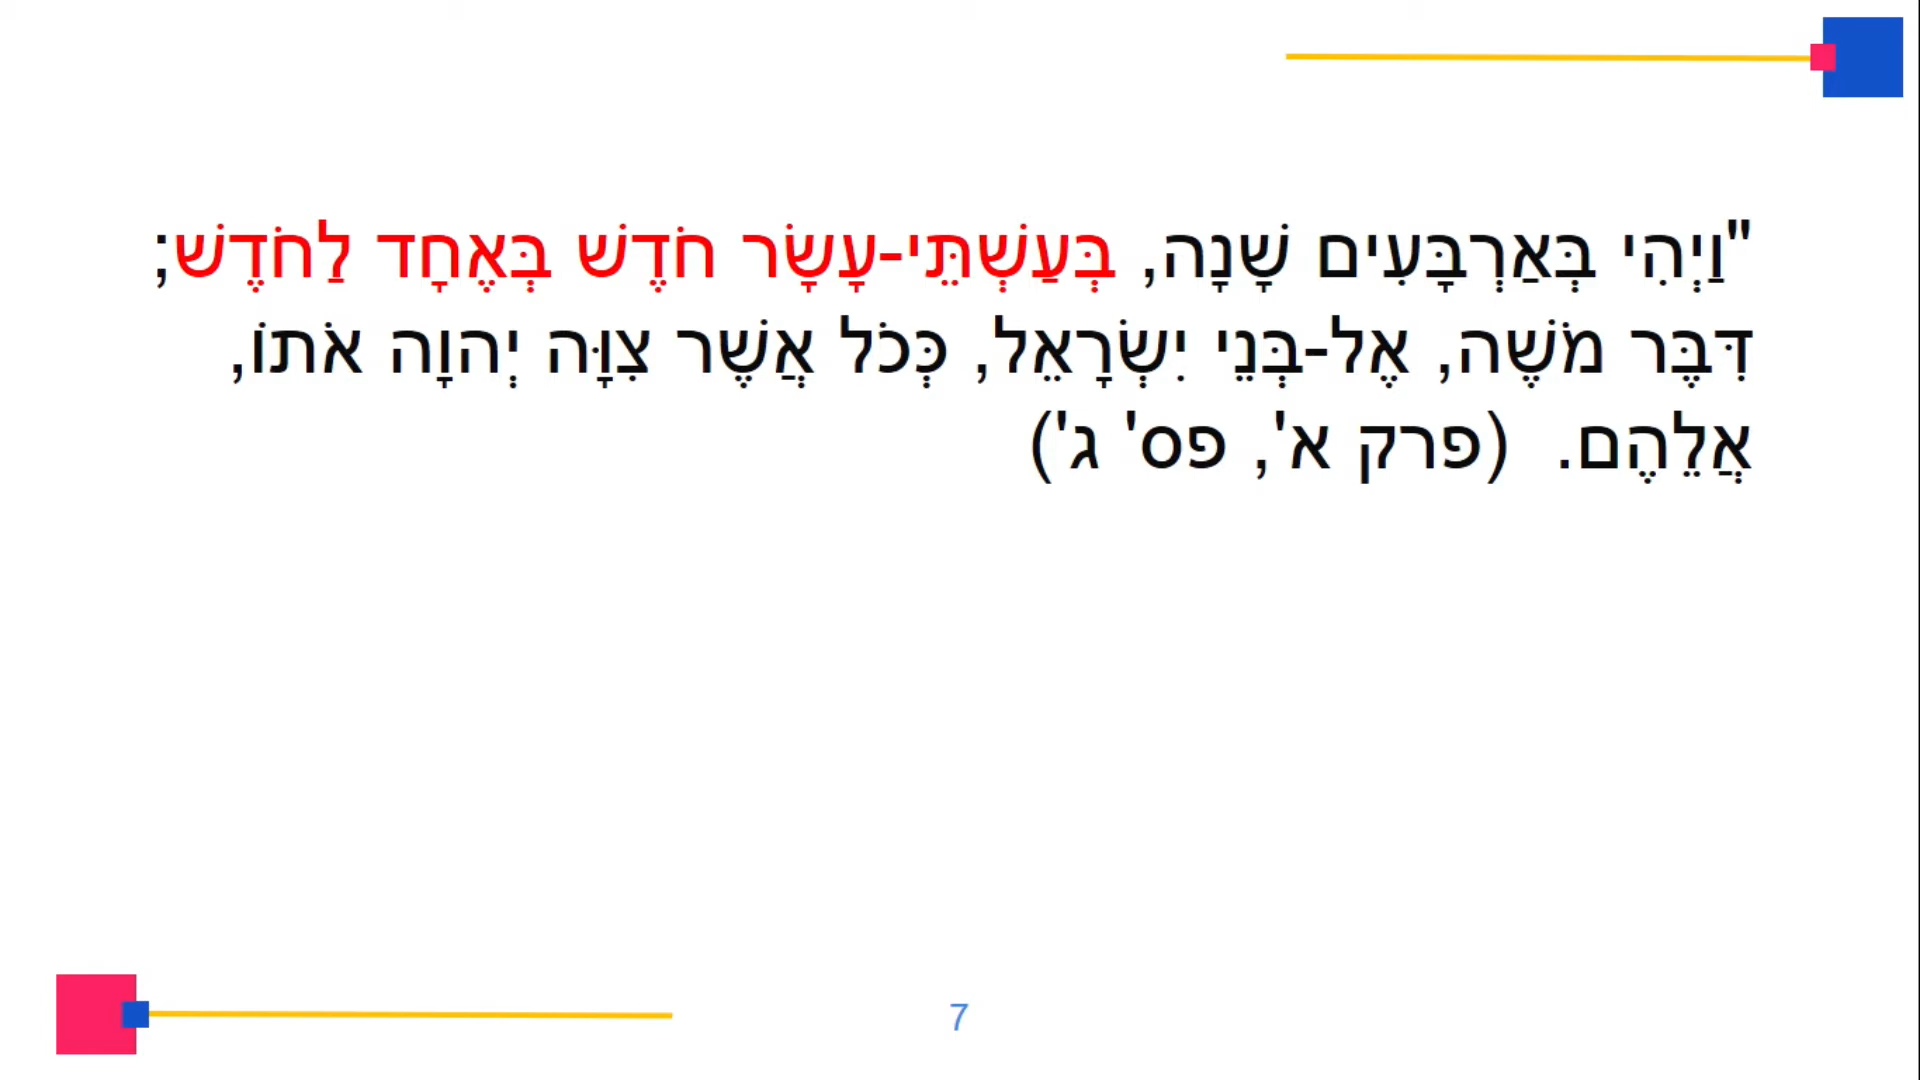 "וַיְהִי בְּאַרְבָּעִים שָׁנָה, בְּעַשְׁתֵּי-עָשָׂר חֹדֶשׁ בְּאֶחָד לַחֹדֶשׁ;
דִּבֶּר מֹשֶׁה, אֶל-בְּנֵי יִשְׂרָאֵל, כְּכֹל אֲשֶׁר צִוָּה יְהוָה אֹתוֹ,
אֲלֵהֶם. (פרק א', פס' ג')
7